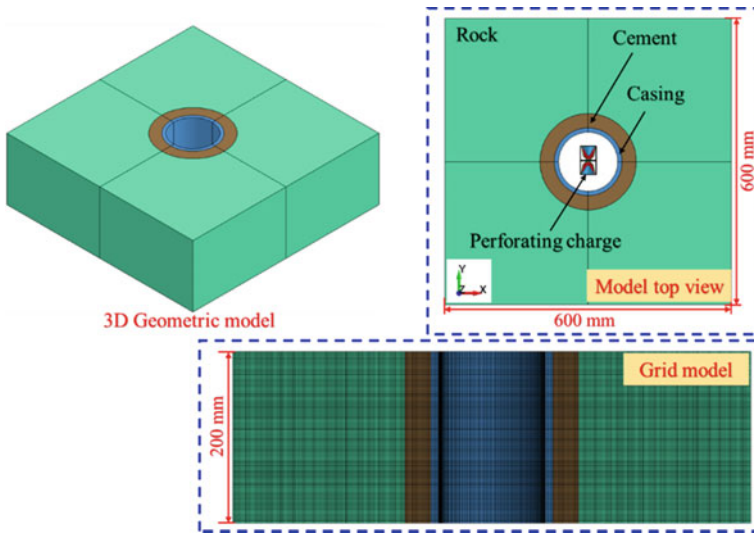 Rock
Cement
Casing
Perforating charge
Y
Z
X
Model top view
600 mm
600 mm
3D Geometric model
Grid model
200 mm